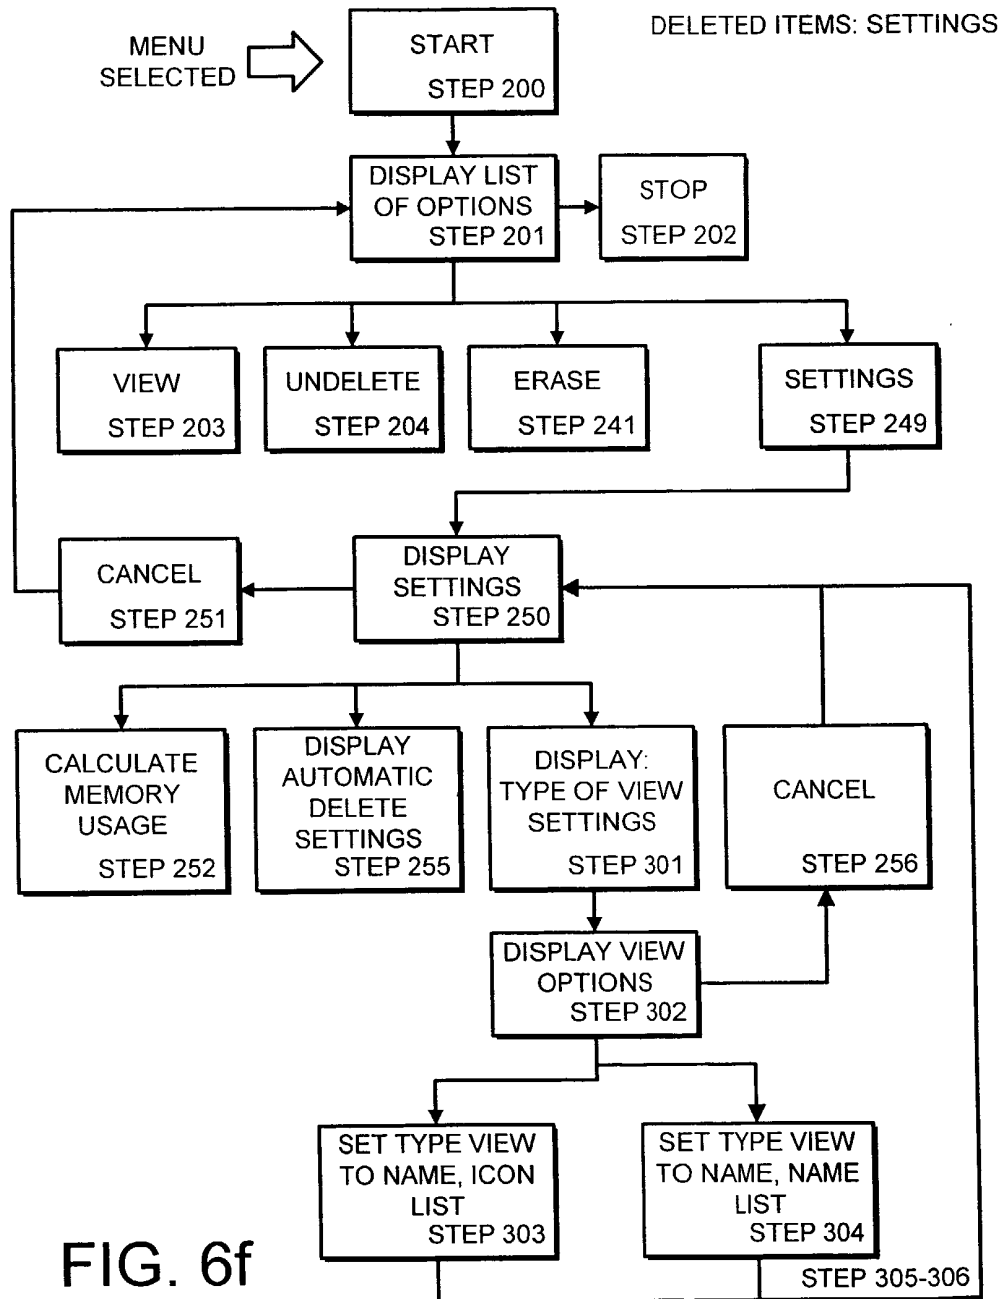 DELETED ITEMS: SETTINGS
MENU
SELECTED
START
STEP 200
DISPLAY LIST
OF OPTIONS
STEP 201
STOP
STEP 202
VIEW
STEP 203
UNDELETE
STEP 204
ERASE
STEP 241
SETTINGS
STEP 249
CANCEL
STEP 251
DISPLAY
SETTINGS
STEP 250
CALCULATE
MEMORY
USAGE
STEP 252
DISPLAY
AUTOMATIC
DELETE
SETTINGS
STEP 255
DISPLAY:
TYPE OF VIEW
SETTINGS
STEP 301
CANCEL
STEP 256
DISPLAY VIEW
OPTIONS
STEP 302
SET TYPE VIEW
TO NAME, ICON
LIST
STEP 303
SET TYPE VIEW
TO NAME, NAME
LIST
STEP 304
STEP 305-306
FIG. 6f